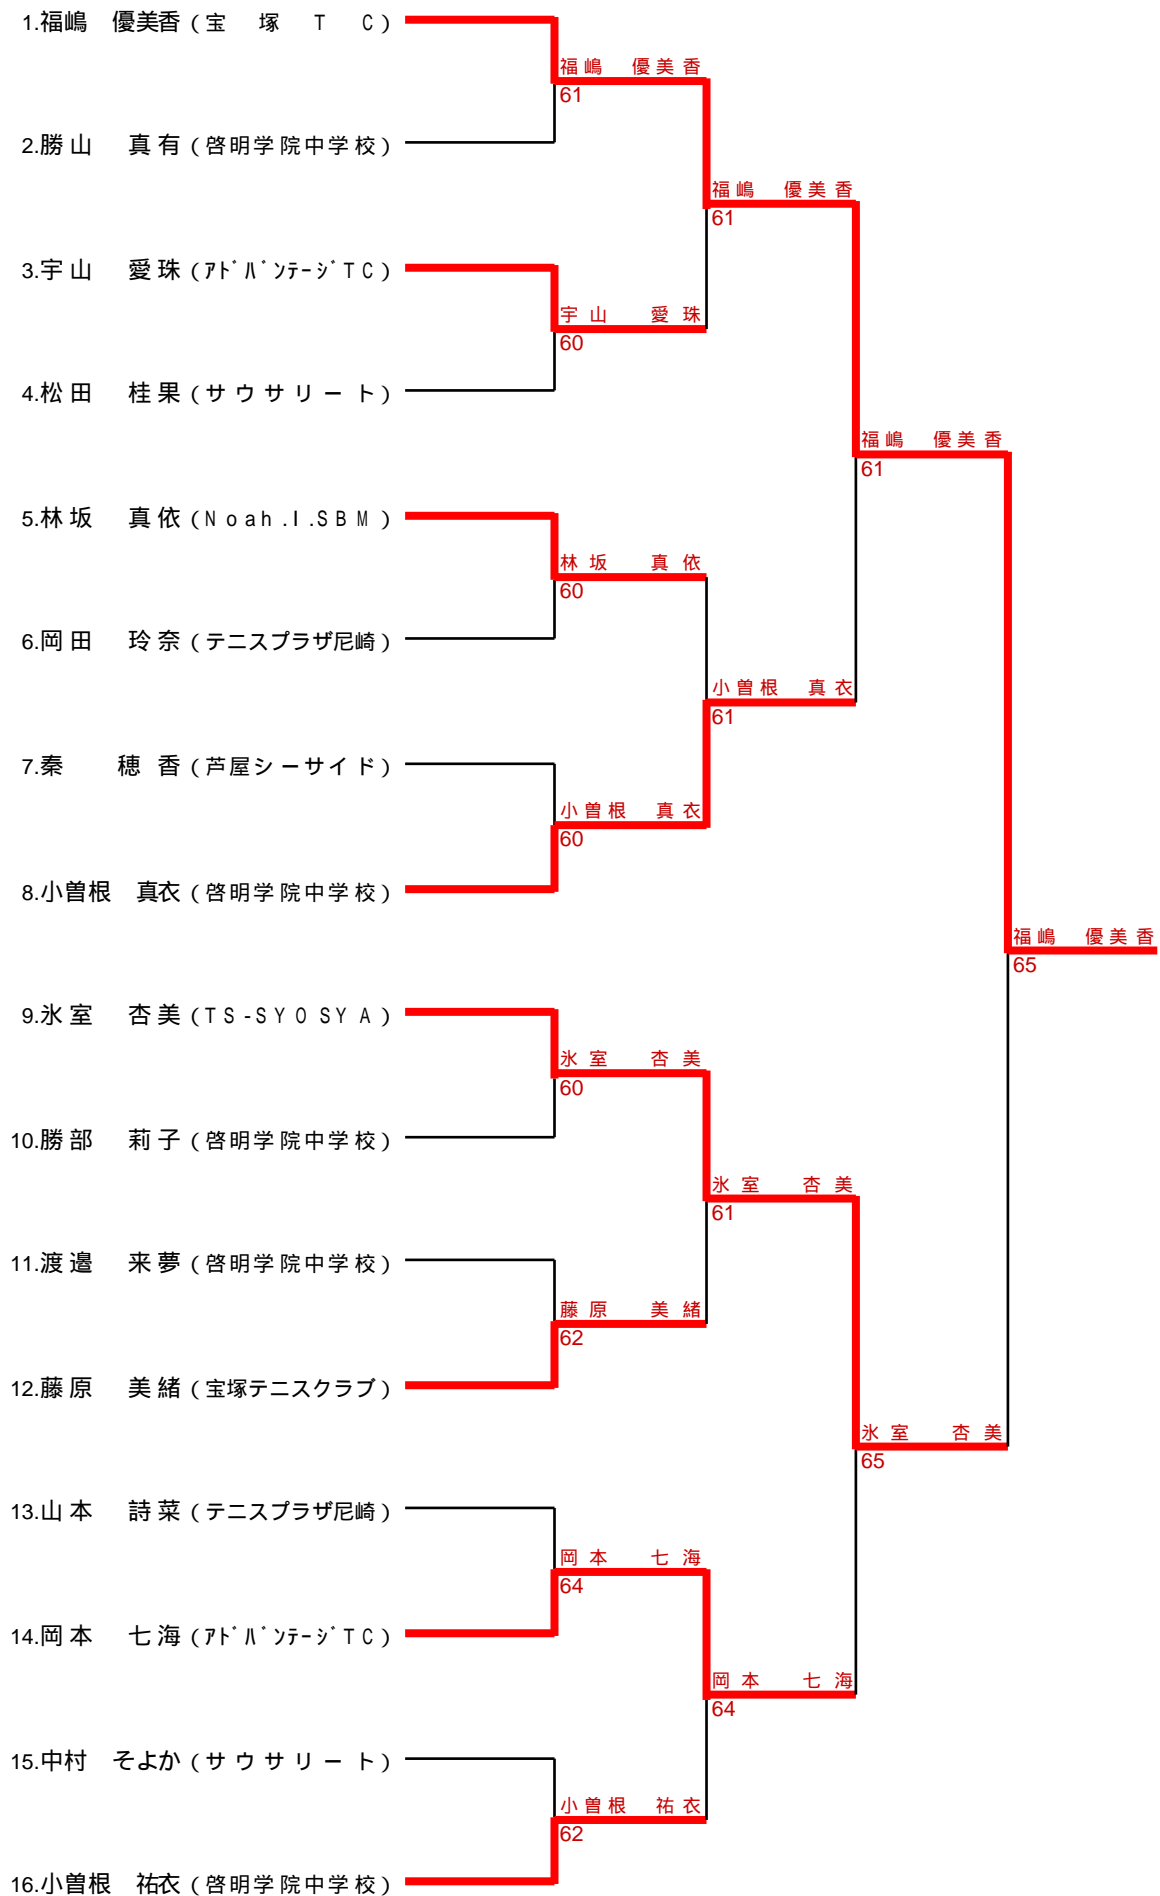 1.福嶋 優美香(宝塚TC)
福嶋 優美香
61
2.勝山 真有(啓明学院中学校)
福嶋 優美香
61
3.宇山 愛珠(ｱﾄﾞﾊﾞﾝﾃｰｼﾞTC)
宇山 愛珠
60
4.松田 桂果(サウサリート)
福嶋 優美香
61
5.林坂 真依(Noah.I.SBM)
林坂 真依
60
6.岡田 玲奈(テニスプラザ尼崎)
小曽根 真衣
61
7.秦 穂香(芦屋シーサイド)
小曽根 真衣
60
8.小曽根 真衣(啓明学院中学校)
福嶋 優美香
65
9.氷室 杏美(TS-SYOSYA)
氷室 杏美
60
10.勝部 莉子(啓明学院中学校)
氷室 杏美
61
11.渡邉 来夢(啓明学院中学校)
藤原 美緒
62
12.藤原 美緒(宝塚テニスクラブ)
氷室 杏美
65
13.山本 詩菜(テニスプラザ尼崎)
岡本 七海
64
14.岡本 七海(ｱﾄﾞﾊﾞﾝﾃｰｼﾞTC)
岡本 七海
64
15.中村 そよか(サウサリート)
小曽根 祐衣
62
16.小曽根 祐衣(啓明学院中学校)